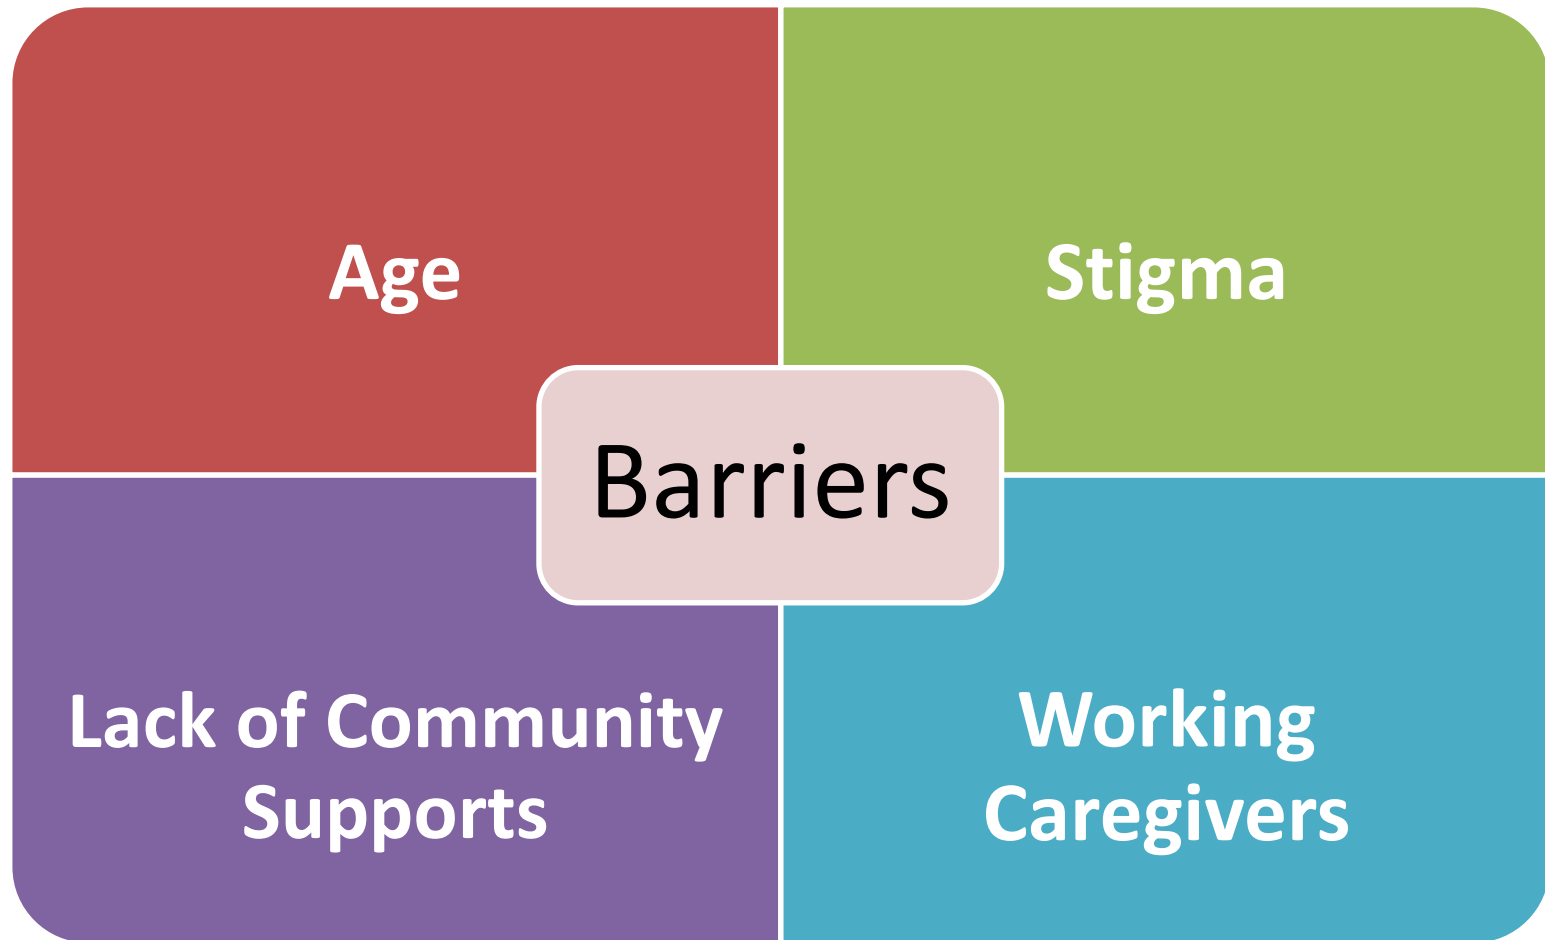 Age
Stigma
Barriers
Lack of Community
Supports
Working
Caregivers